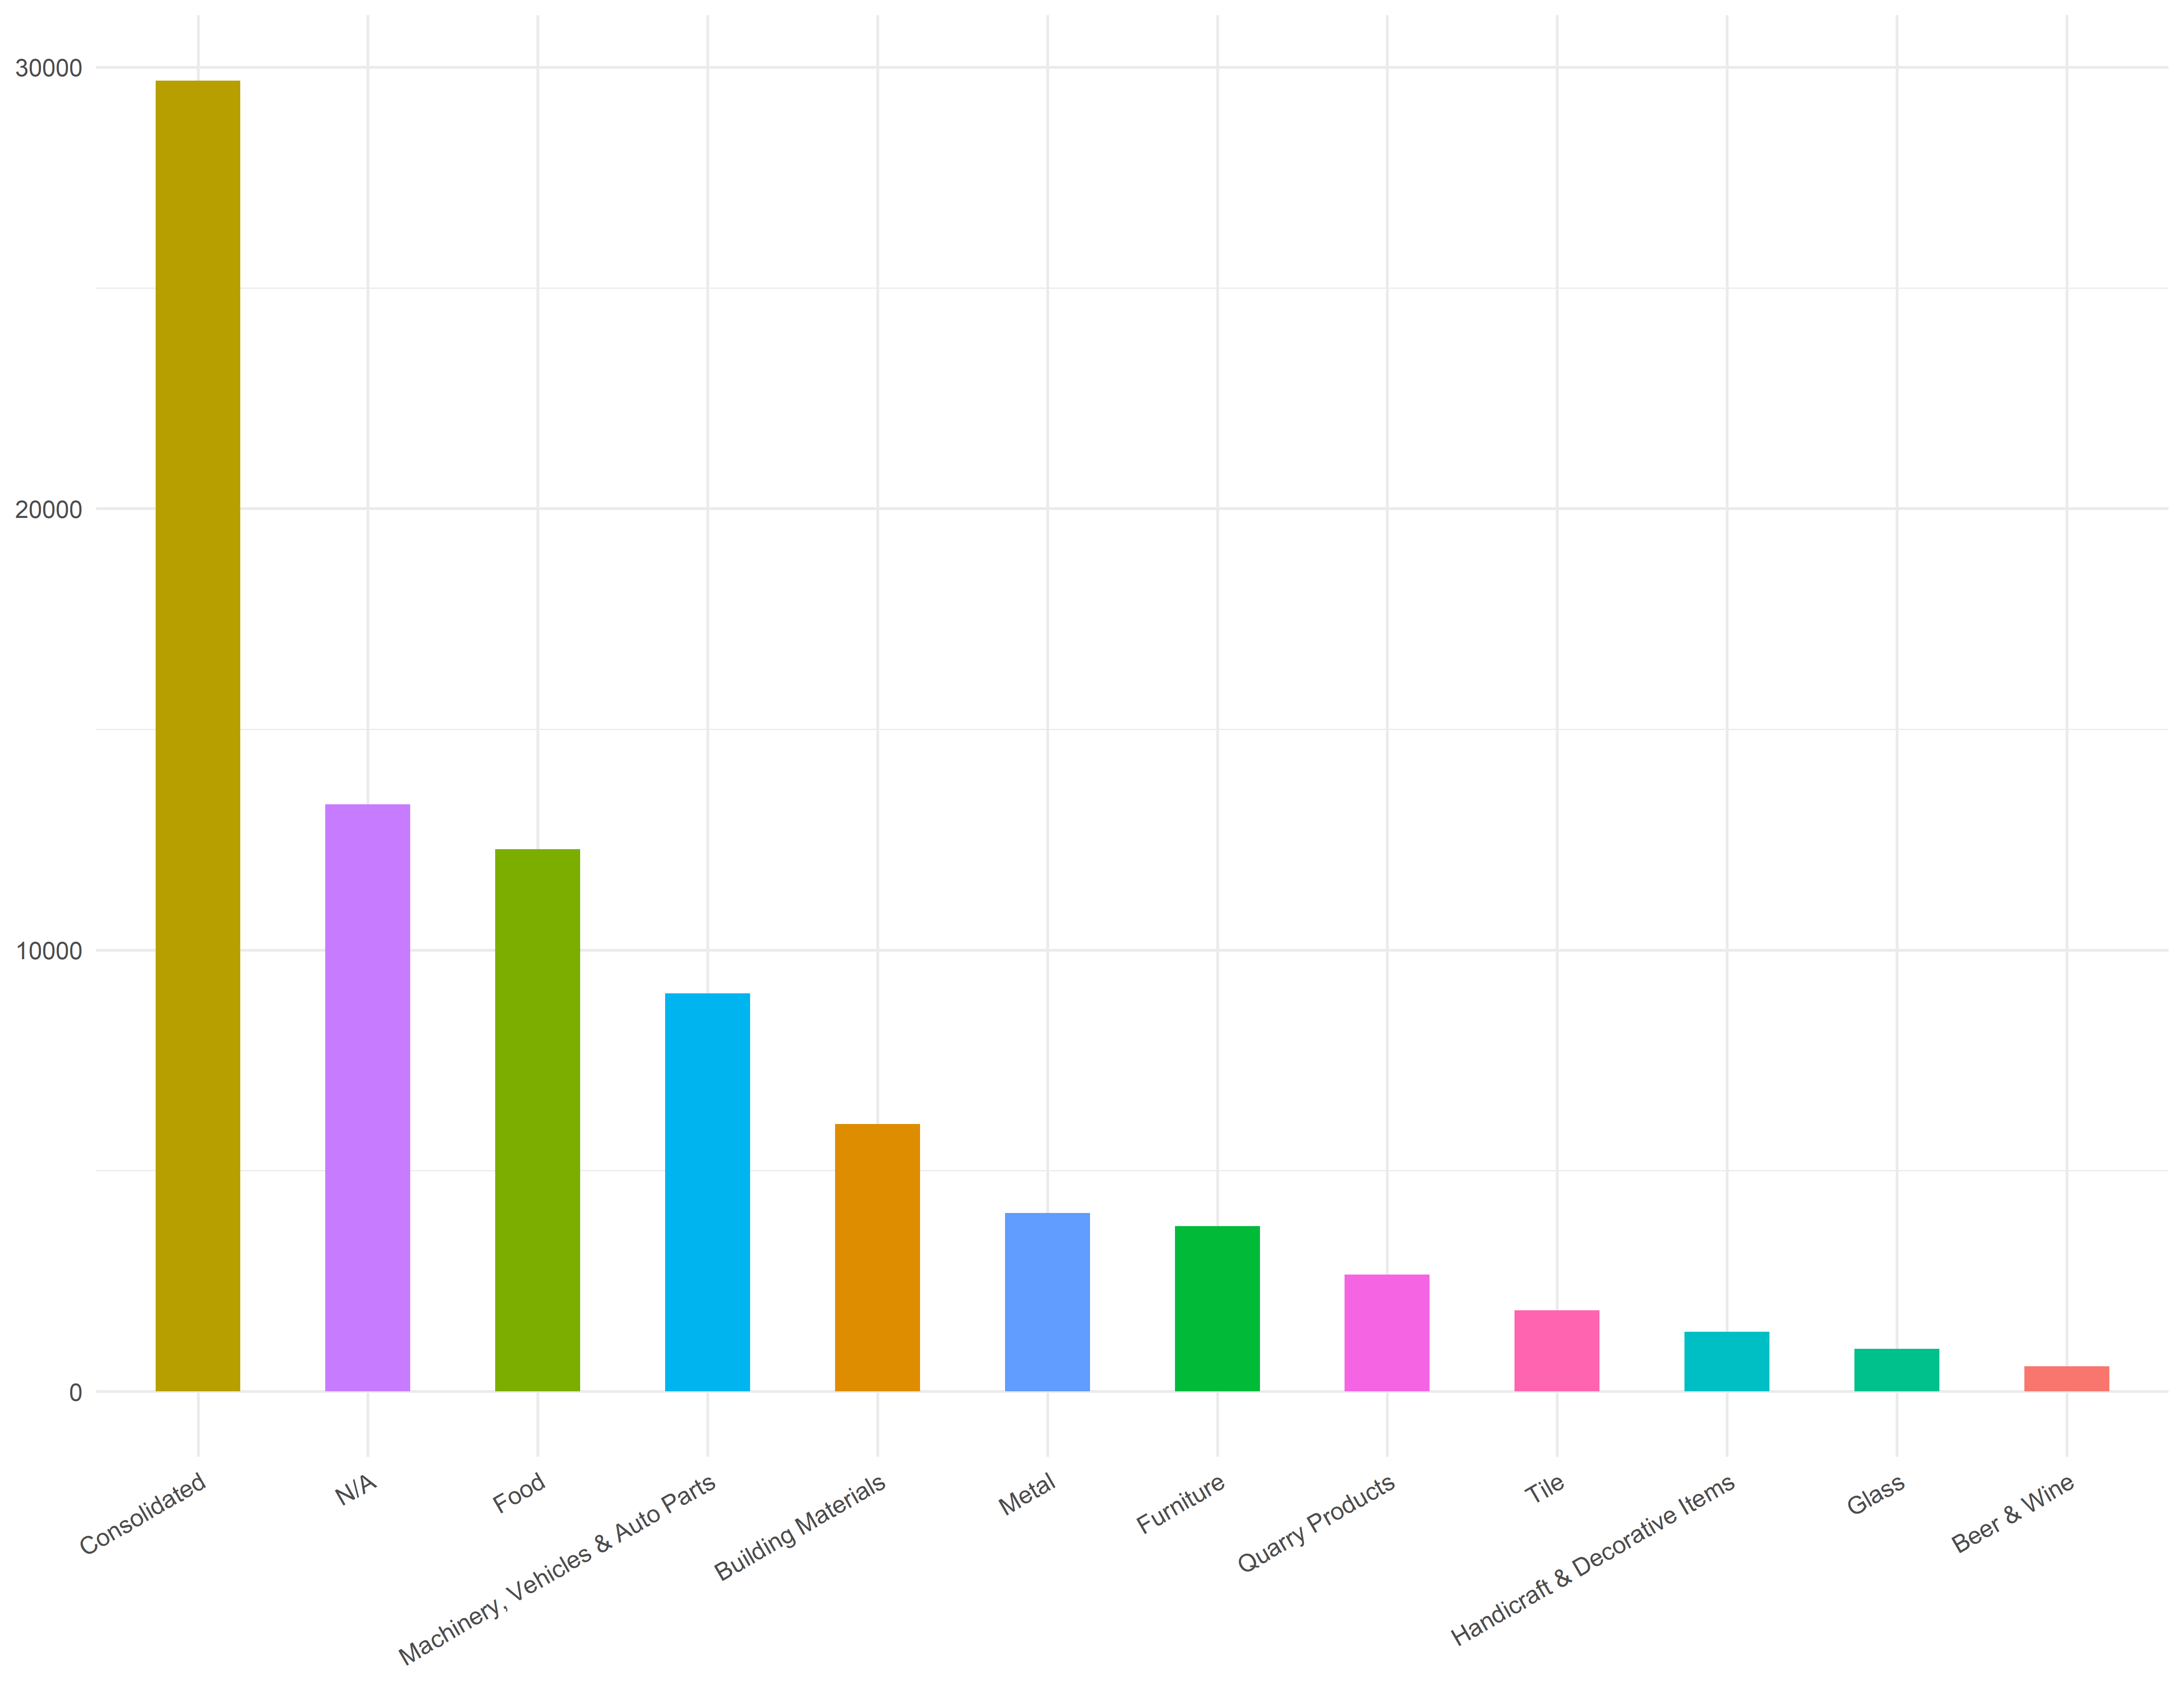 30000
20000
10000
0
Consolidated
N/A
Food
Machinery, Vehicles & Auto Parts
Building Materials
Metal
Furniture
Quarry Products
Tile
Handicraft & Decorative Items
Glass
Beer & Wine